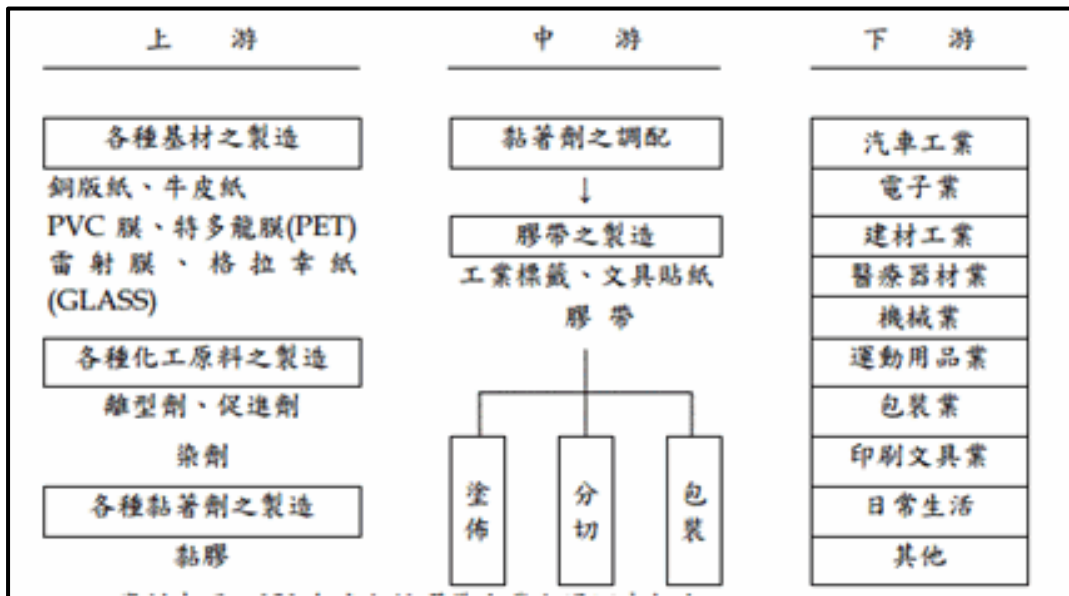 上 游
各種基材之製造
銅版紙、牛皮紙
PVC 膜、特多龍膜(PET)
雷射膜、格拉辛紙
(GLASS)
各種化工原料之製造
離型劑、促進劑
染劑
各種黏著劑之製造
黏膠
中 游
黏著劑之調配
↓
膠帶之製造
工業標籤、文具貼紙
膠帶
塗佈
分切
包裝
下 游
汽車工業
電子業
建材工業
醫療器材業
機械業
運動用品業
包裝業
印刷文具業
日常生活
其他